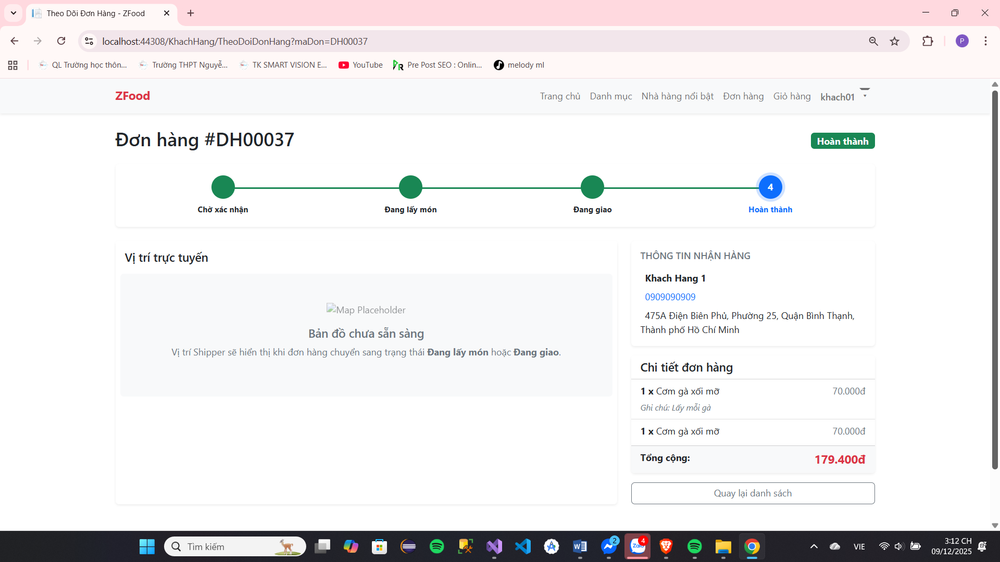 Theo Dõi Đơn Hàng - ZFood
localhost:44308/KhachHang/TheoDoiDonHang?maDon=DH00037
P
QL Trường học thôn...
Trường THPT Nguyễ...
TK SMART VISION E...
YouTube
Pre Post SEO : Onlin...
melody ml
ZFood
Trang chủ
Danh mục
Nhà hàng nổi bật
Đơn hàng
Giỏ hàng
khach01
Đơn hàng #DH00037
Hoàn thành
4
Chờ xác nhận
Đang lấy món
Đang giao
Hoàn thành
Vị trí trực tuyến
Map Placeholder
Bản đồ chưa sẵn sàng
Vị trí Shipper sẽ hiển thị khi đơn hàng chuyển sang trạng thái Đang lấy món hoặc Đang giao.
THÔNG TIN NHẬN HÀNG
Khach Hang 1
0909090909
475A Điện Biên Phủ, Phường 25, Quận Bình Thạnh,
Thành phố Hồ Chí Minh
Chi tiết đơn hàng
1 x Cơm gà xối mỡ 70.000đ
Ghi chú: Lấy mỗi gà
1 x Cơm gà xối mỡ 70.000đ
Tổng cộng: 179.400đ
Quay lại danh sách
Tìm kiếm
2
Zalo
4
VIE
3:12 CH
09/12/2025